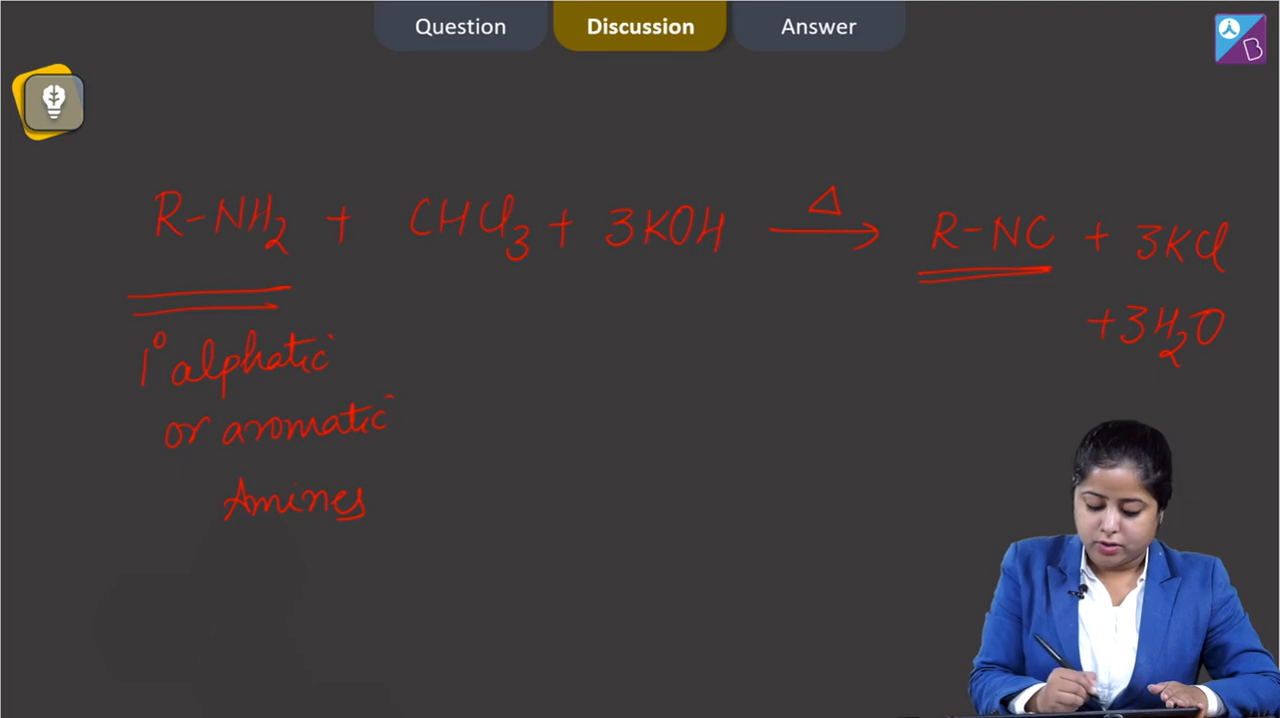 Question Discussion Answer
R-NH₂ + CHCl₃ + 3KOH —Δ→ R-NC + 3KCl
+3H₂O
1° alphatic
or aromatic
Amines
B